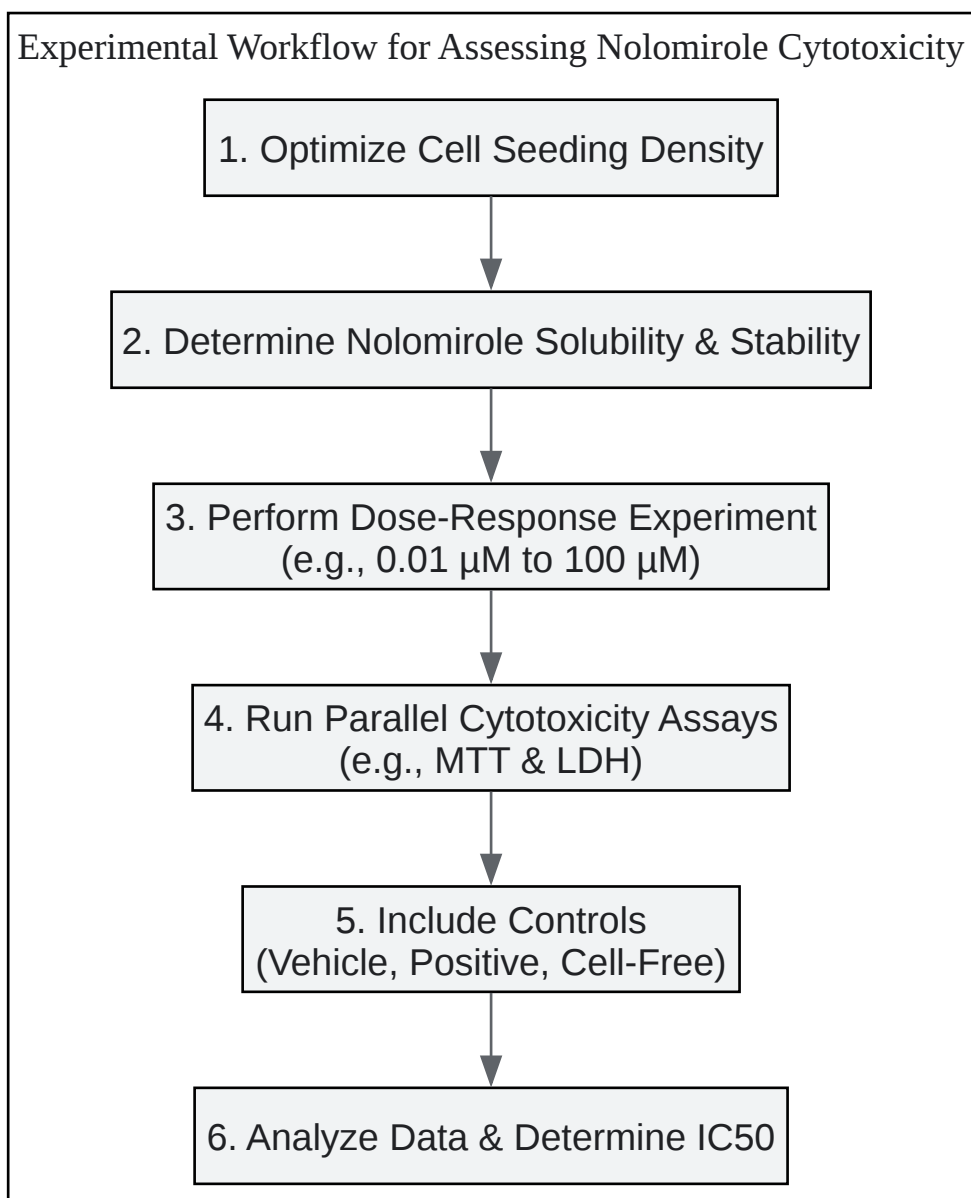 Experimental Workflow for Assessing Nolomirole Cytotoxicity
1. Optimize Cell Seeding Density
2. Determine Nolomirole Solubility & Stability
3. Perform Dose-Response Experiment
(e.g., 0.01 µM to 100 µM)
4. Run Parallel Cytotoxicity Assays
(e.g., MTT & LDH)
5. Include Controls
(Vehicle, Positive, Cell-Free)
6. Analyze Data & Determine IC50